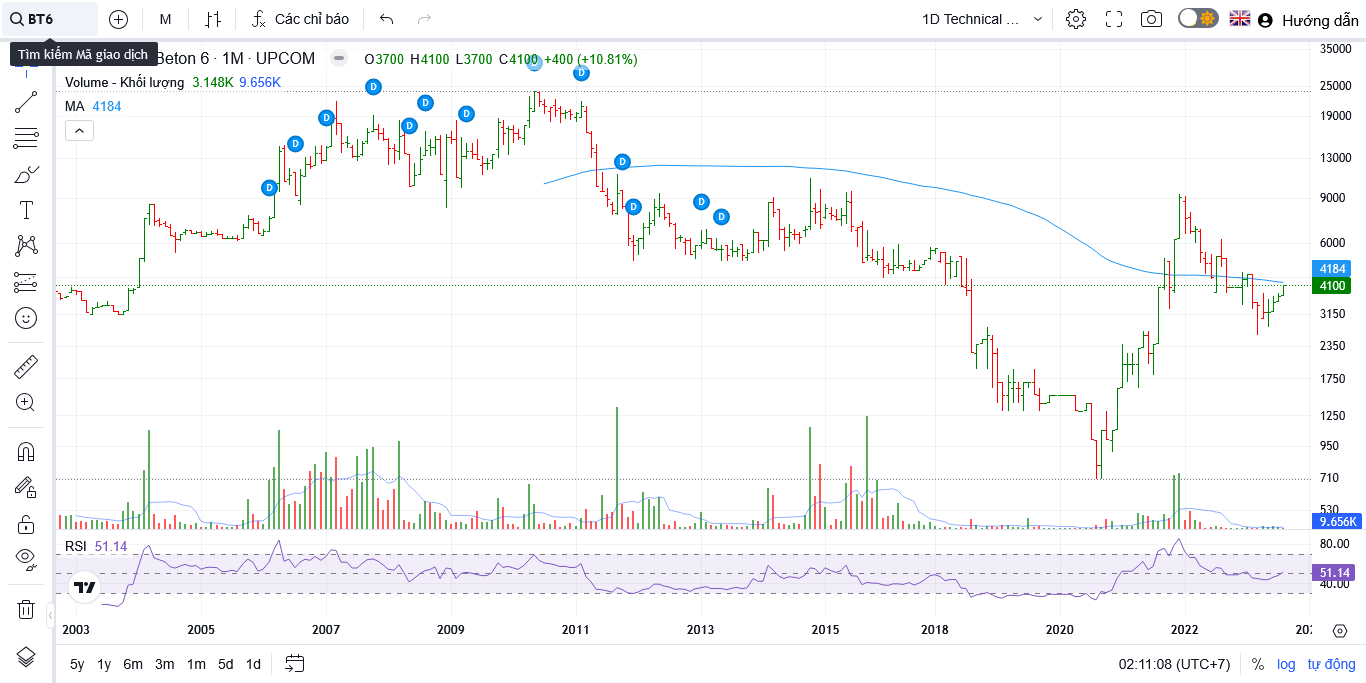 BT6 M Các chỉ báo 1D Technical ... Hướng dẫn
Tìm kiếm Mã giao dịch
Beton 6 · 1M · UPCOM O3700 H4100 L3700 C4100 +400 (+10.81%)
Volume - Khối lượng 3.148K 9.656K
MA 4184
D D D D D D D D D D D D D
35000
25000
19000
13000
9000
6000
4184
4100
3150
2350
1750
1250
950
710
530
9.656K
RSI 51.14
80.00
51.14
40.00
2003 2005 2007 2009 2011 2013 2015 2018 2020 2022
5y 1y 6m 3m 1m 5d 1d 02:11:08 (UTC+7) % log tự động